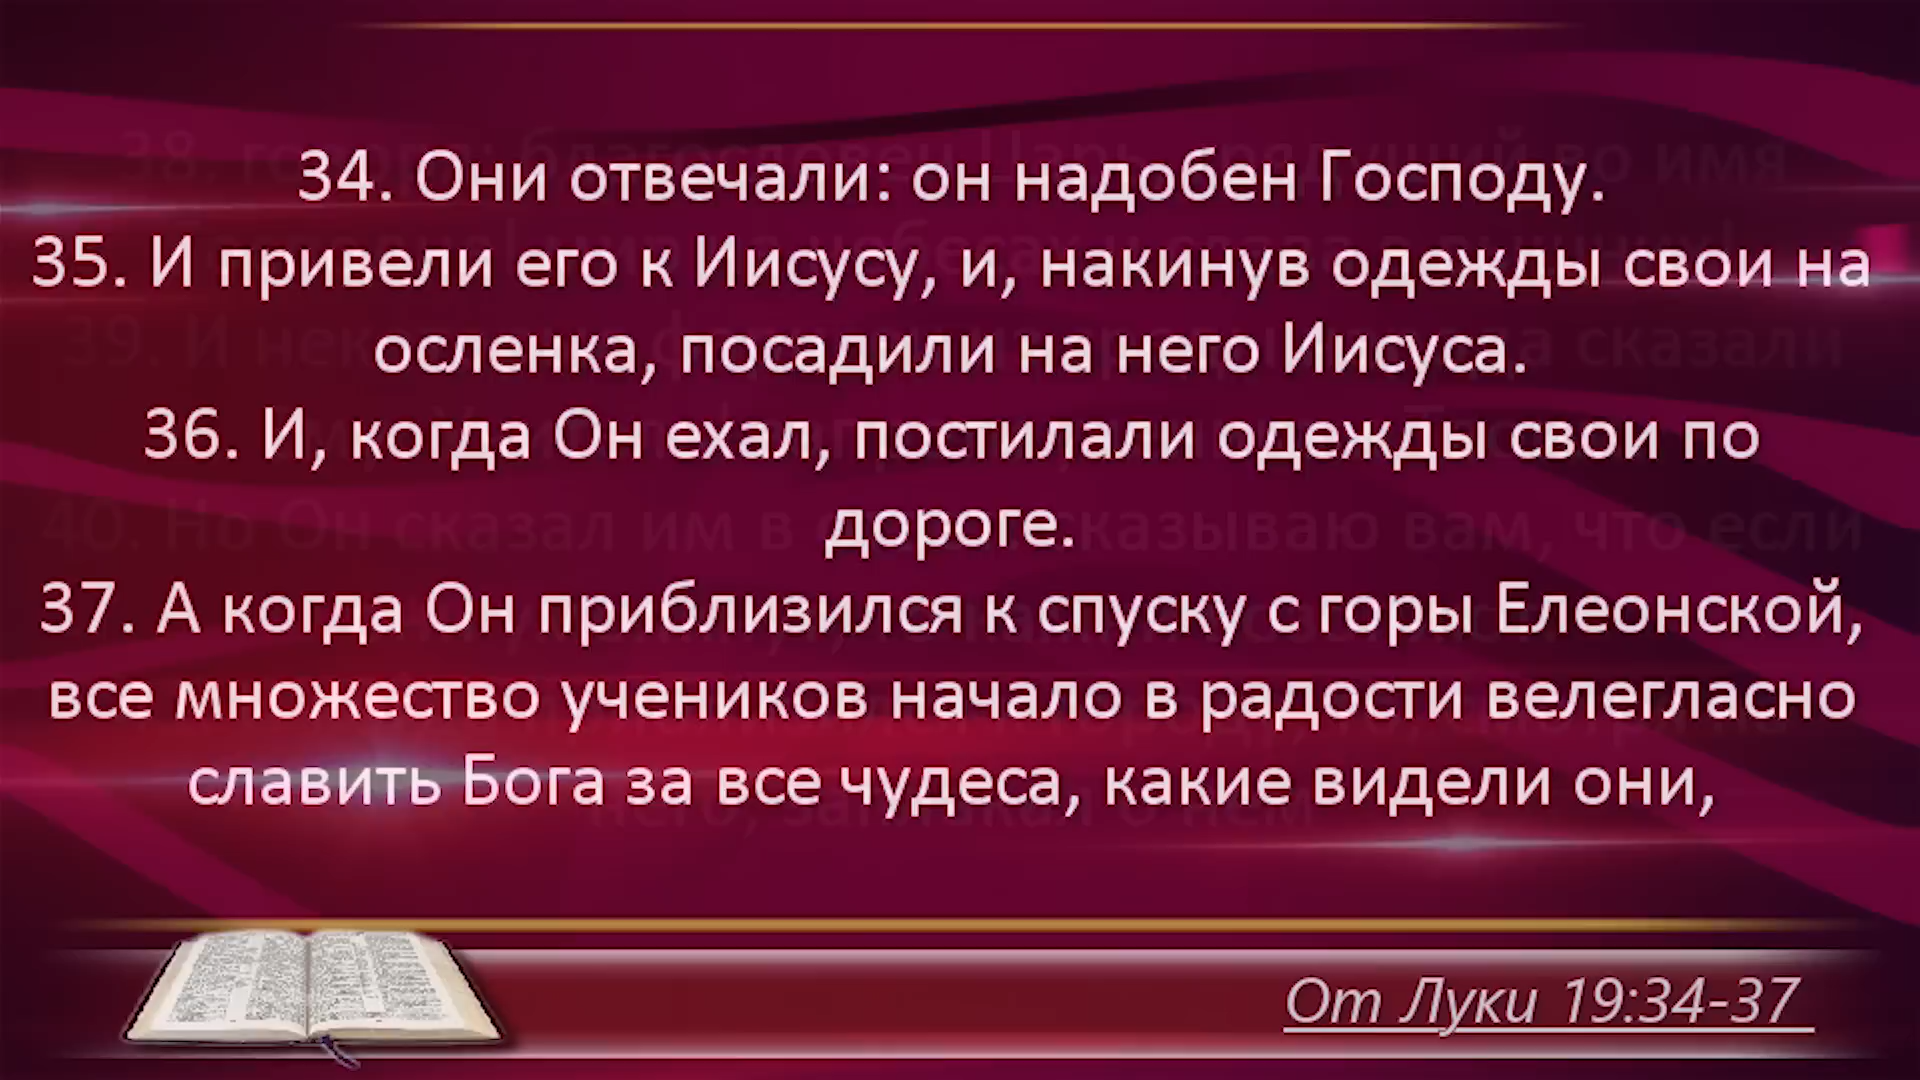 34. Они отвечали: он надобен Господу.
35. И привели его к Иисусу, и, накинув одежды свои на
осленка, посадили на него Иисуса.
36. И, когда Он ехал, постилали одежды свои по
дороге.
37. А когда Он приблизился к спуску с горы Елеонской,
все множество учеников начало в радости велегласно
славить Бога за все чудеса, какие видели они,
От Луки 19:34-37